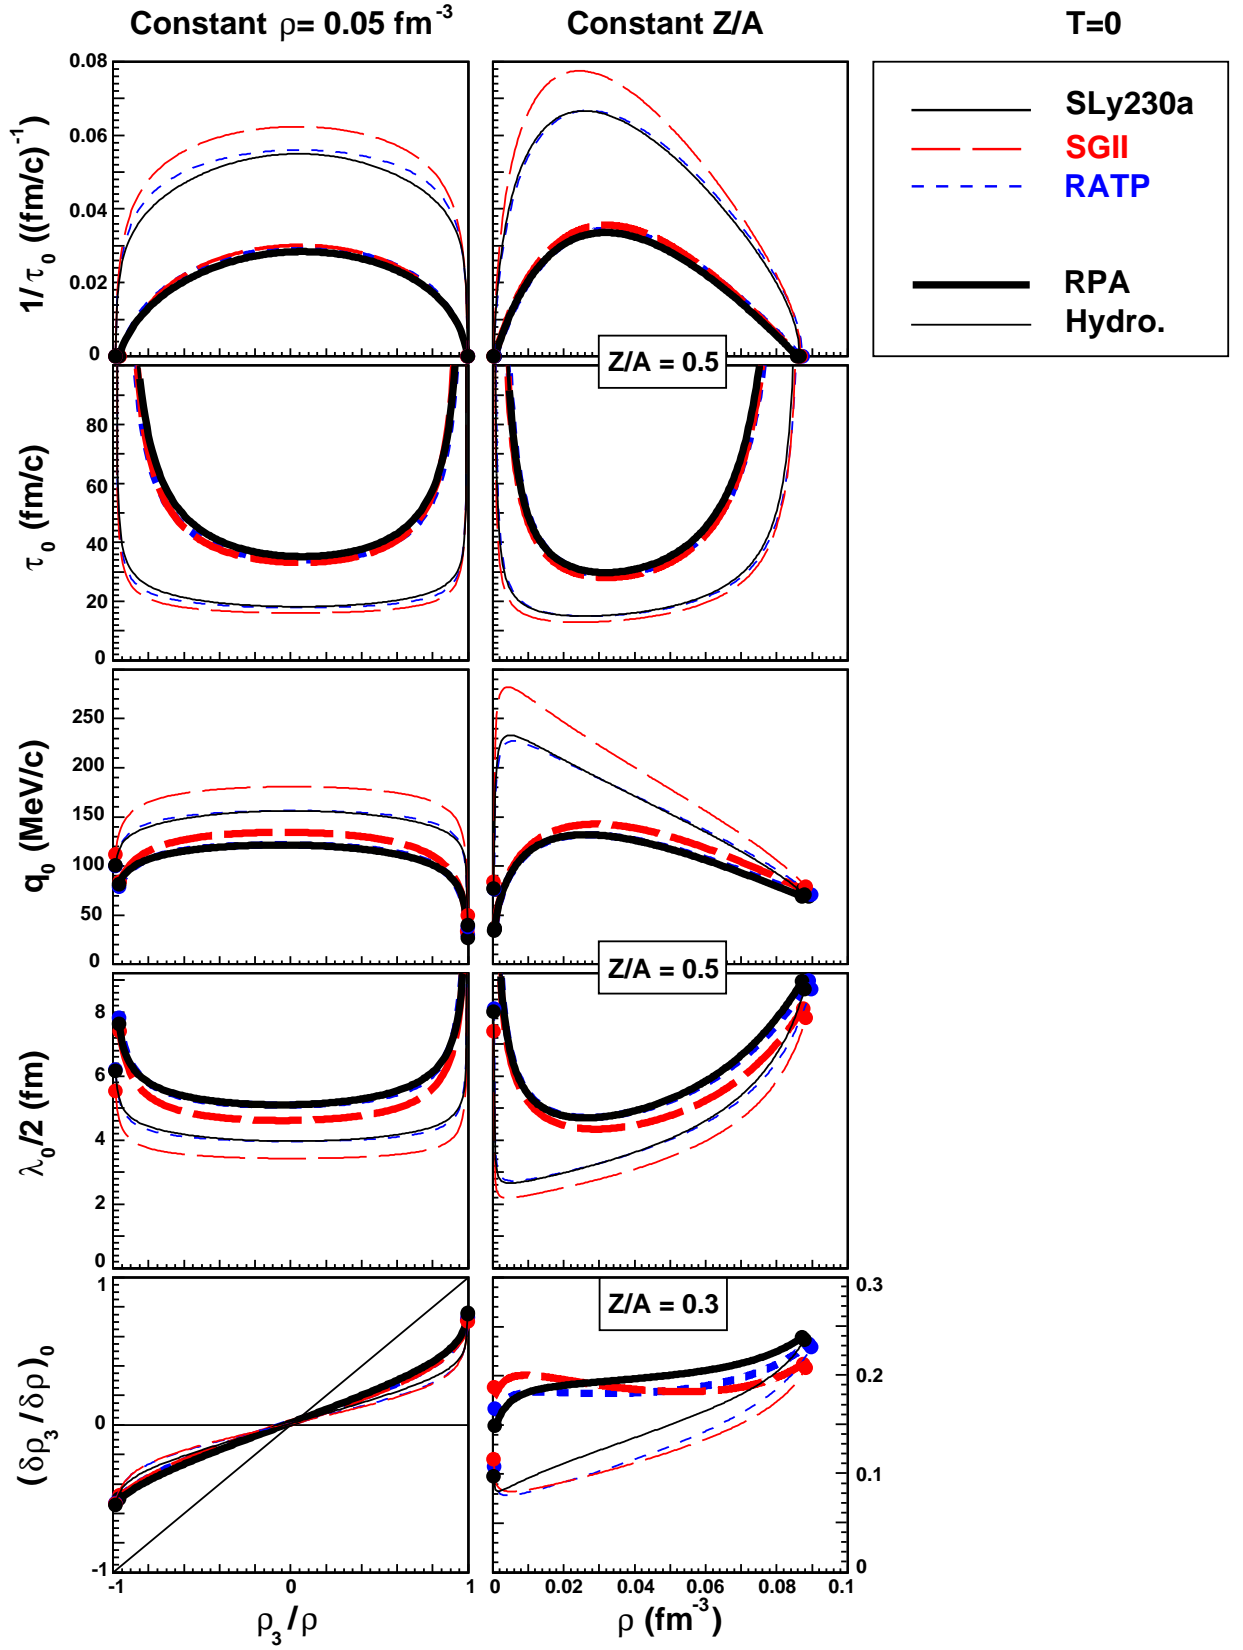 Constant ρ= 0.05 fm⁻³ Constant Z/A T=0
SLy230a
SGII
RATP
RPA
Hydro.
1/ τ₀ ((fm/c)⁻¹)
0.08
0.06
0.04
0.02
0
Z/A = 0.5
τ₀ (fm/c)
80
60
40
20
0
q₀ (MeV/c)
250
200
150
100
50
0
Z/A = 0.5
λ₀/2 (fm)
8
6
4
2
0
Z/A = 0.3
(δρ₃/δρ)₀
1
0
-1
0.3
0.2
0.1
0
-1 0 1
0 0.02 0.04 0.06 0.08 0.1
ρ₃/ρ
ρ (fm⁻³)